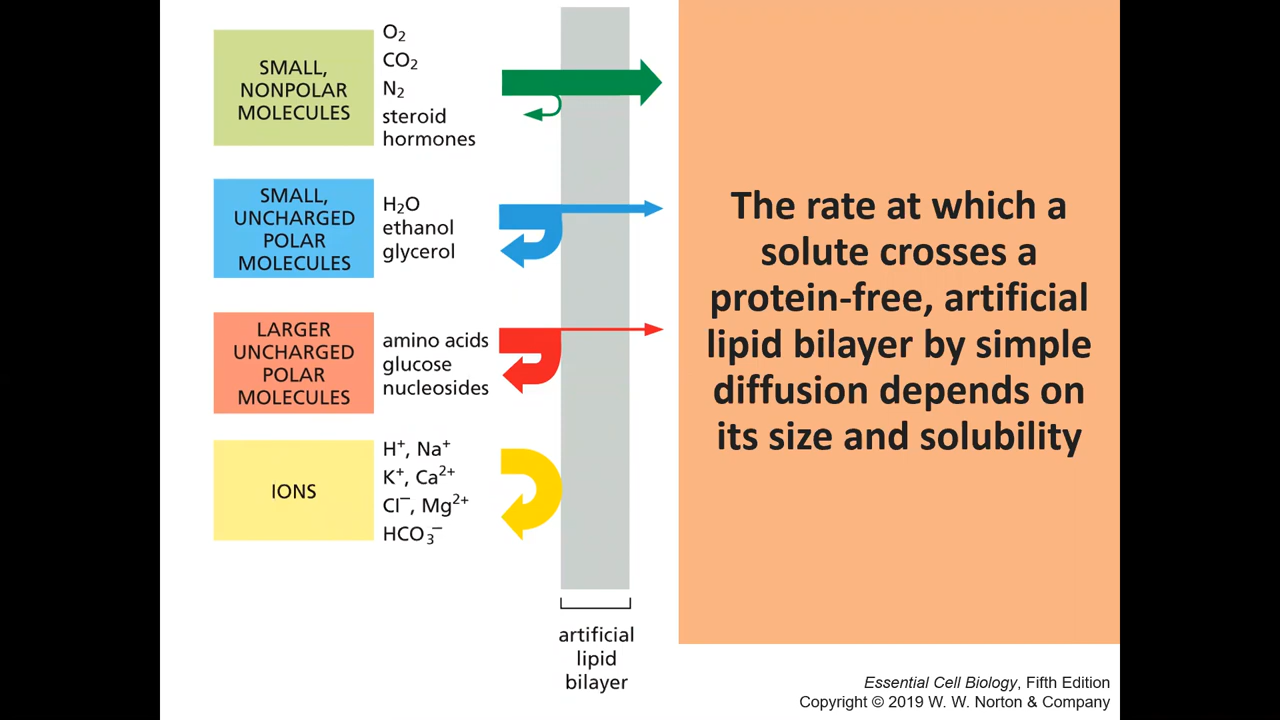 SMALL,
NONPOLAR
MOLECULES
O₂
CO₂
N₂
steroid
hormones
SMALL,
UNCHARGED
POLAR
MOLECULES
H₂O
ethanol
glycerol
LARGER
UNCHARGED
POLAR
MOLECULES
amino acids
glucose
nucleosides
IONS
H⁺, Na⁺
K⁺, Ca²⁺
Cl⁻, Mg²⁺
HCO₃⁻
artificial
lipid
bilayer
The rate at which a
solute crosses a
protein-free, artificial
lipid bilayer by simple
diffusion depends on
its size and solubility
Essential Cell Biology, Fifth Edition
Copyright © 2019 W. W. Norton & Company